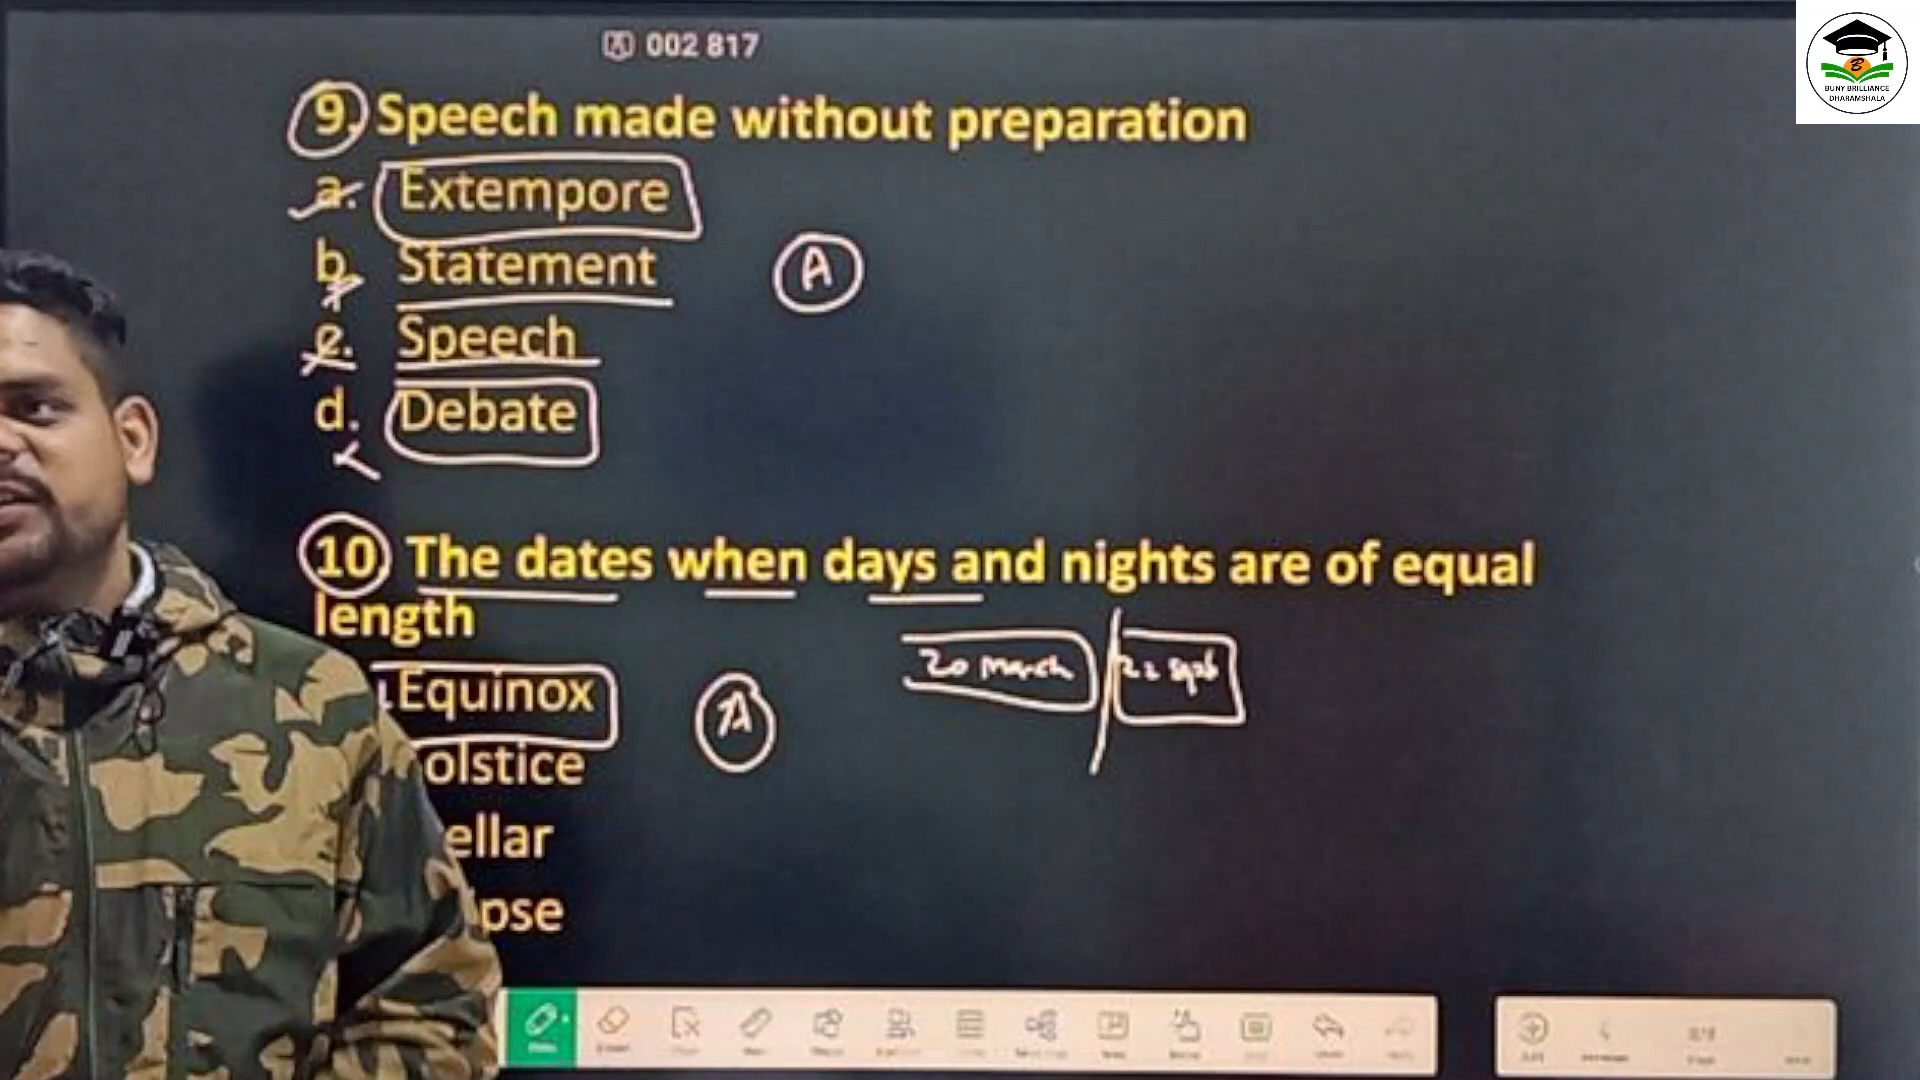 002 817
BUNY BRILLIANCE
DHARAMSHALA
9. Speech made without preparation
a. Extempore
b. Statement
A
c. Speech
d. Debate
10. The dates when days and nights are of equal
length
20 March
Equinox
A
olstice
ellar
pse